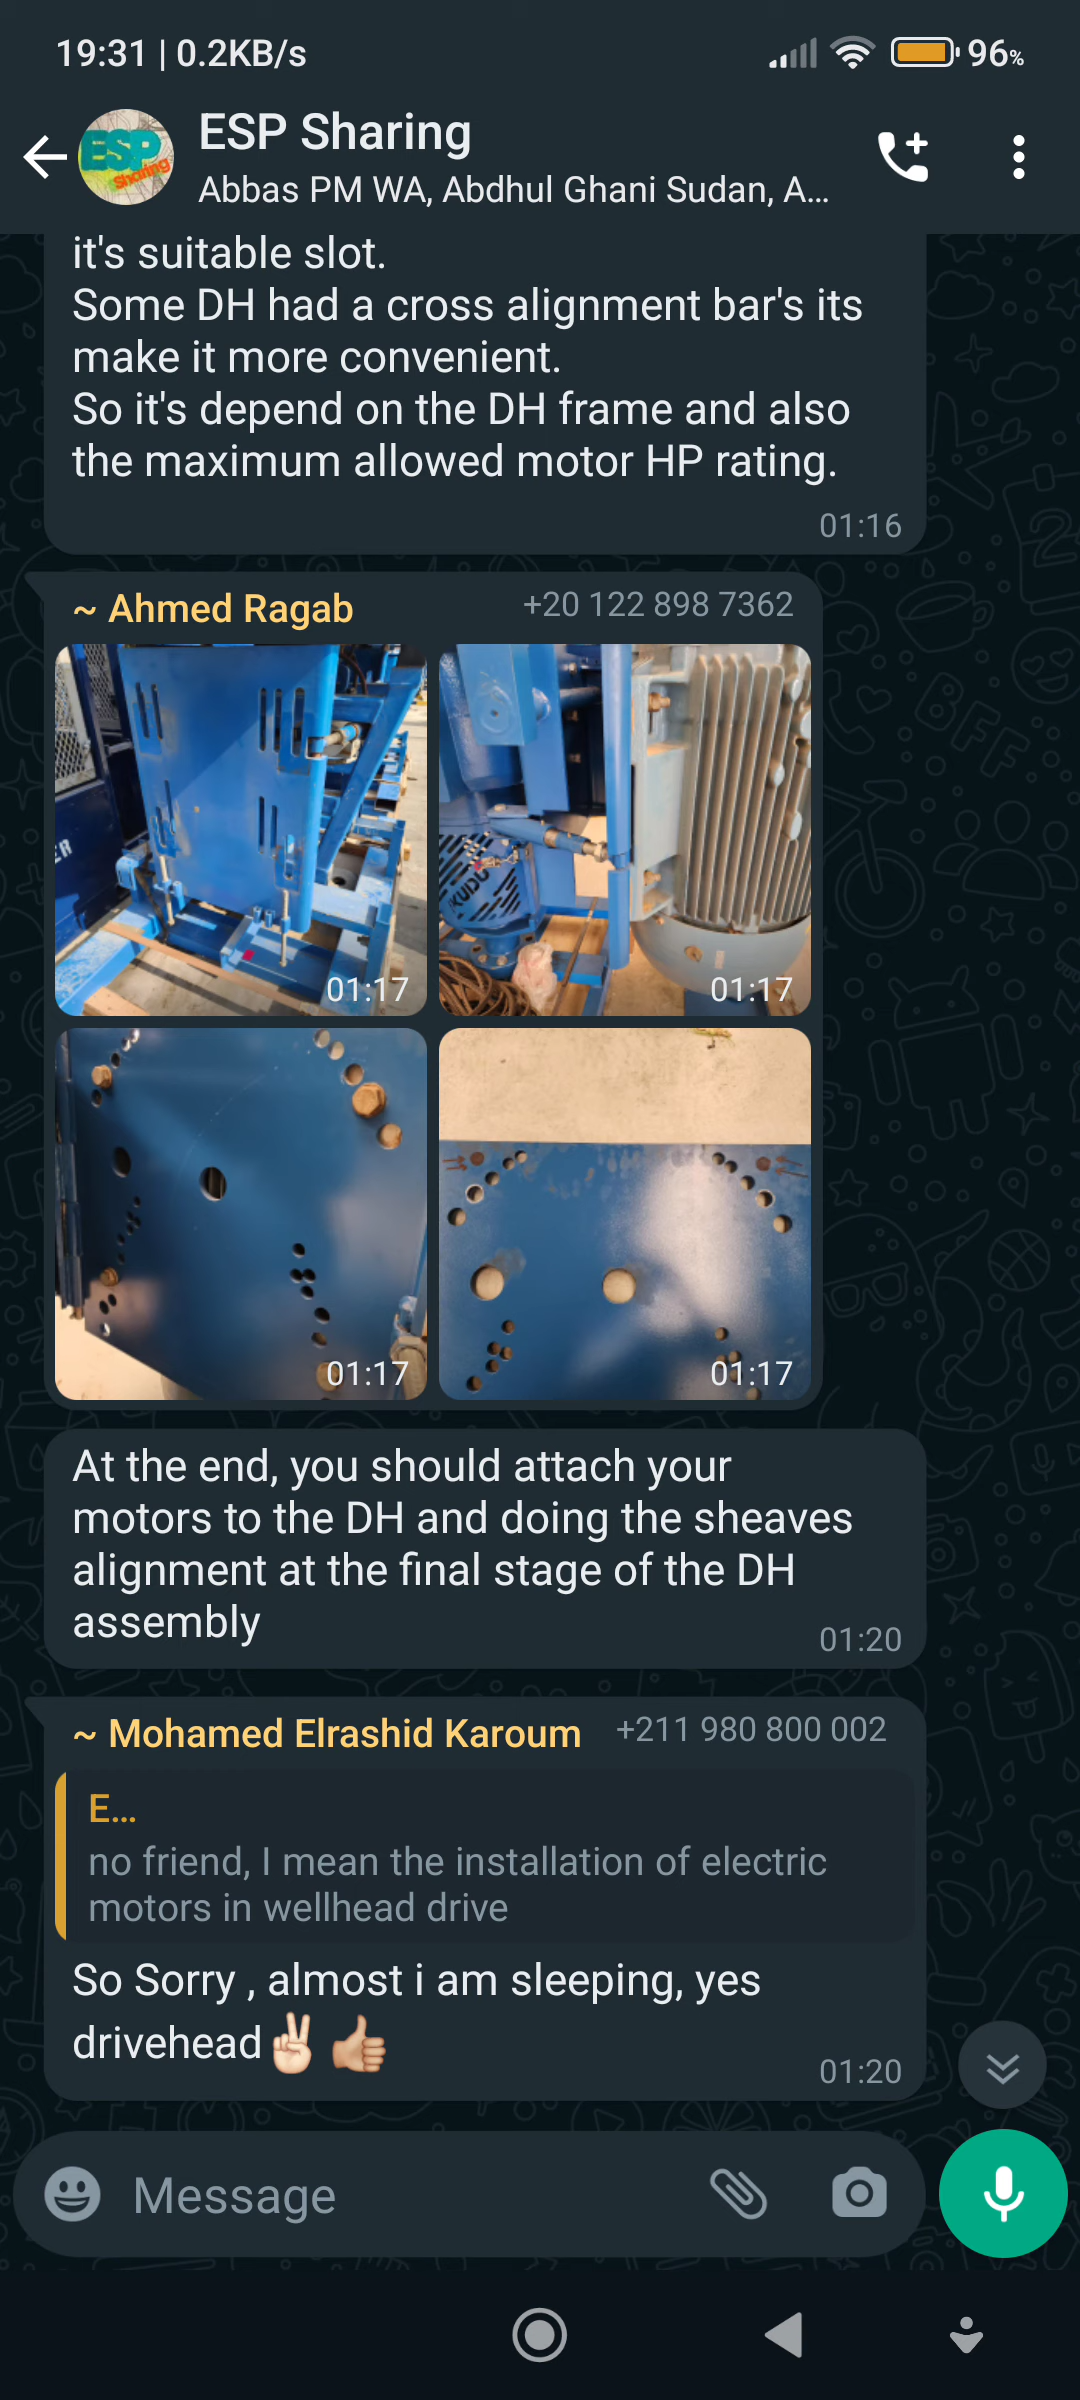 19:31 | 0.2KB/s
96%
ESP
Sharing
ESP Sharing
Abbas PM WA, Abdhul Ghani Sudan, A...
it's suitable slot.
Some DH had a cross alignment bar's its
make it more convenient.
So it's depend on the DH frame and also
the maximum allowed motor HP rating.
01:16
~ Ahmed Ragab
+20 122 898 7362
ER
01:17
KUDU
01:17
01:17
01:17
At the end, you should attach your
motors to the DH and doing the sheaves
alignment at the final stage of the DH
assembly
01:20
~ Mohamed Elrashid Karoum
+211 980 800 002
E...
no friend, I mean the installation of electric
motors in wellhead drive
So Sorry , almost i am sleeping, yes
drivehead✌🏻 👍🏼
01:20
Message